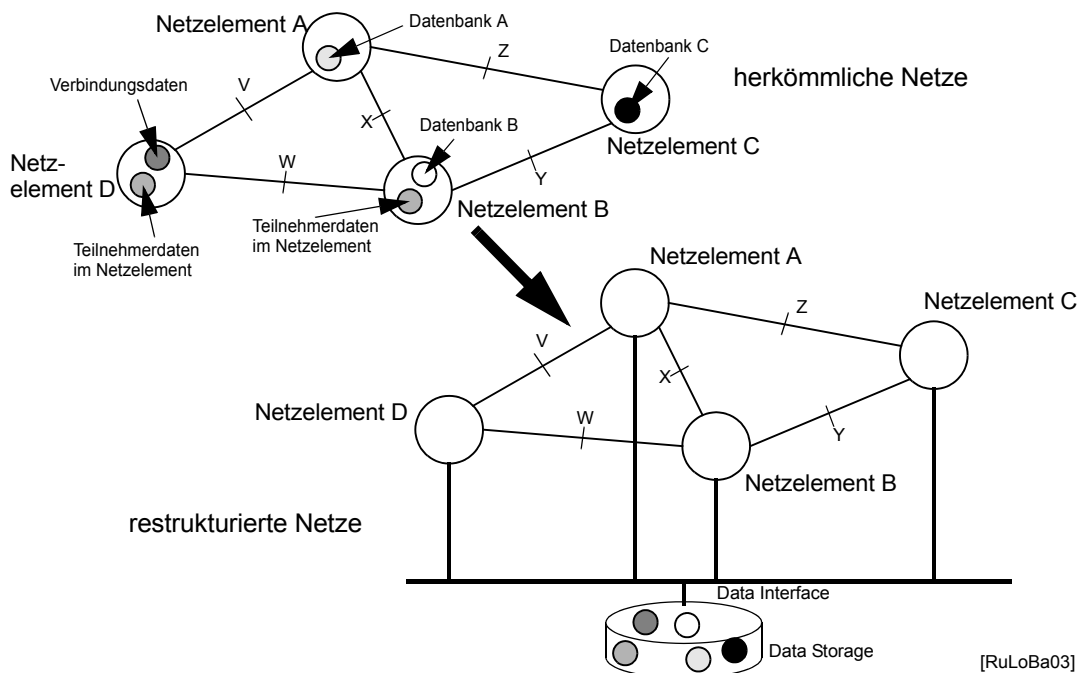 Netzelement A
Datenbank A
Z
Datenbank C
herkömmliche Netze
Verbindungsdaten
V
X
Datenbank B
Netzelement C
Netz-
element D
W
Y
Teilnehmerdaten
im Netzelement
Netzelement B
Teilnehmerdaten
im Netzelement
Netzelement A
Netzelement C
Z
V
X
Netzelement D
W
Y
Netzelement B
restrukturierte Netze
Data Interface
Data Storage
[RuLoBa03]